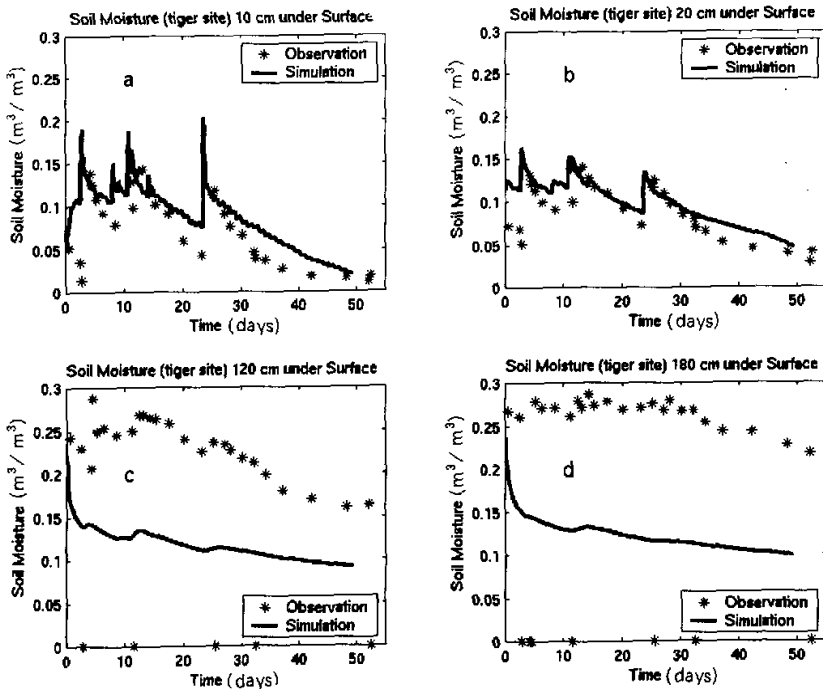 Soil Moisture (tiger site) 10 cm under Surface
0.3
0.25
0.2
0.15
0.1
0.05
0
Soil Moisture (m³/ m³)
a
Observation
Simulation
0 10 20 30 40 50
Time (days)
Soil Moisture (tiger site) 20 cm under Surface
0.3
0.25
0.2
0.15
0.1
0.05
0
Soil Moisture (m³/ m³)
b
Observation
Simulation
0 10 20 30 40 50
Time (days)
Soil Moisture (tiger site) 120 cm under Surface
0.3
0.25
0.2
0.15
0.1
0.05
0
Soil Moisture (m³/ m³)
c
Observation
Simulation
0 10 20 30 40 50
Time (days)
Soil Moisture (tiger site) 180 cm under Surface
0.3
0.25
0.2
0.15
0.1
0.05
0
Soil Moisture (m³/ m³)
d
Observation
Simulation
0 10 20 30 40 50
Time (days)